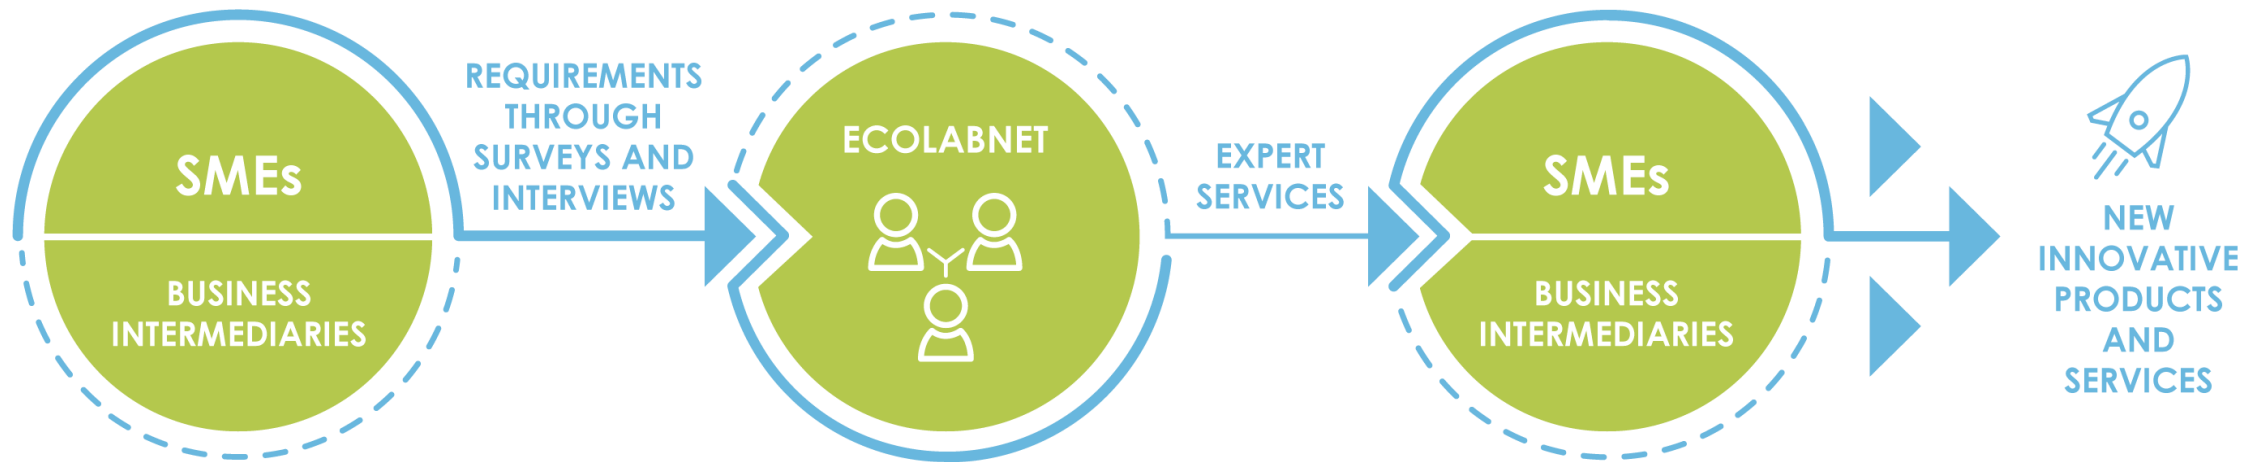 SMEs
BUSINESS
INTERMEDIARIES
REQUIREMENTS
THROUGH
SURVEYS AND
INTERVIEWS
ECOLABNET
EXPERT
SERVICES
SMEs
BUSINESS
INTERMEDIARIES
NEW
INNOVATIVE
PRODUCTS
AND
SERVICES